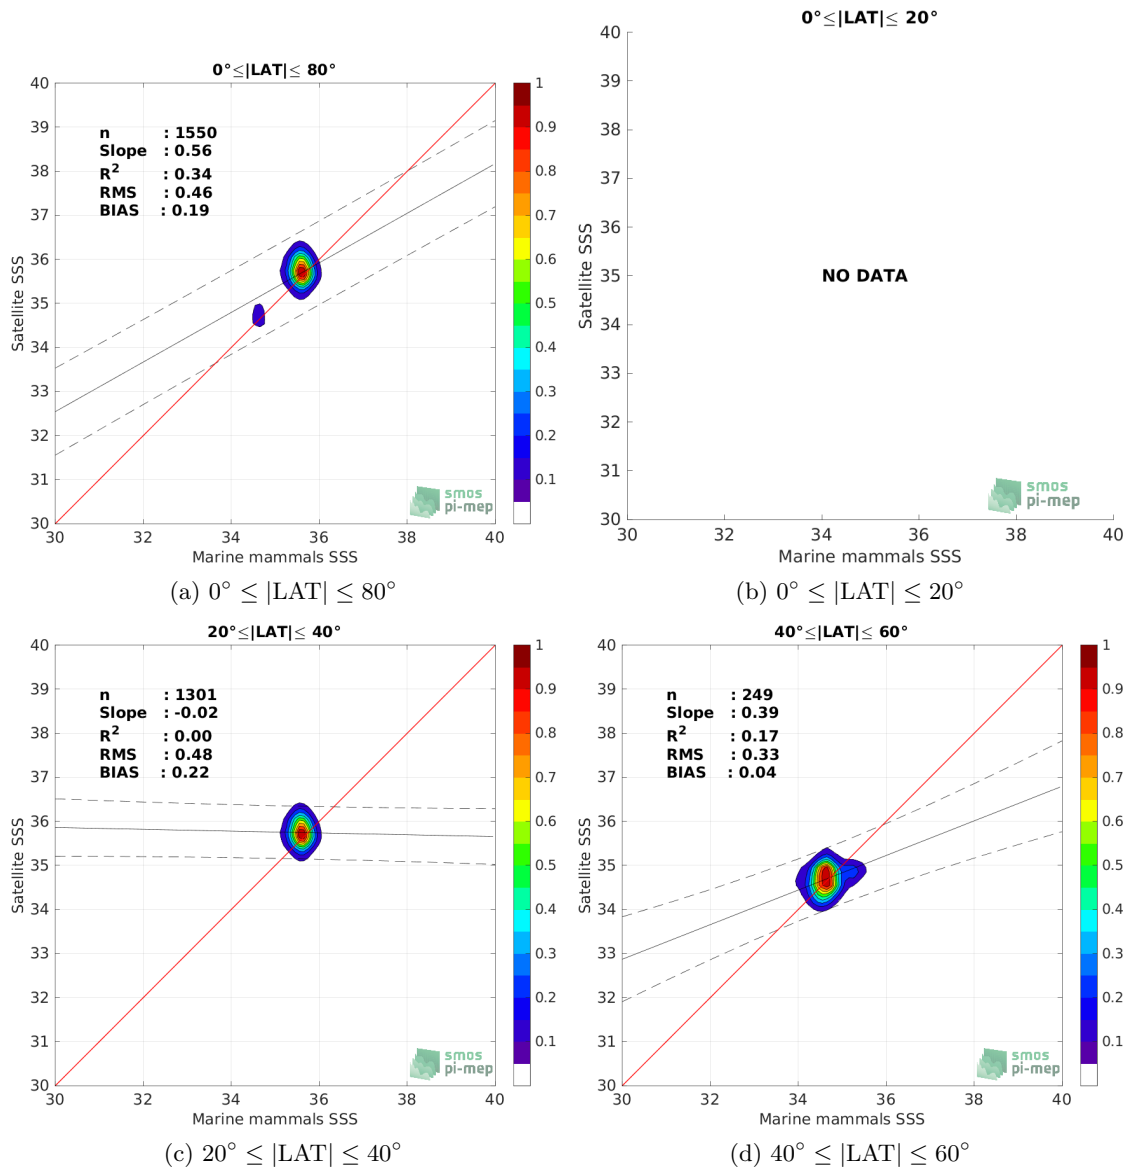 0°≤|LAT|≤ 80°
40
39
38
37
36
35
34
33
32
31
30
n : 1550
Slope : 0.56
R² : 0.34
RMS : 0.46
BIAS : 0.19
Satellite SSS
30 32 34 36 38 40
Marine mammals SSS
1
0.9
0.8
0.7
0.6
0.5
0.4
0.3
0.2
0.1
smos
pi-mep
(a) 0° ≤ |LAT| ≤ 80°
0°≤|LAT|≤ 20°
40
39
38
37
36
35
34
33
32
31
30
Satellite SSS
NO DATA
smos
pi-mep
30 32 34 36 38 40
Marine mammals SSS
(b) 0° ≤ |LAT| ≤ 20°
20°≤|LAT|≤ 40°
40
39
38
37
36
35
34
33
32
31
30
n : 1301
Slope : -0.02
R² : 0.00
RMS : 0.48
BIAS : 0.22
Satellite SSS
30 32 34 36 38 40
Marine mammals SSS
1
0.9
0.8
0.7
0.6
0.5
0.4
0.3
0.2
0.1
smos
pi-mep
(c) 20° ≤ |LAT| ≤ 40°
40°≤|LAT|≤ 60°
40
39
38
37
36
35
34
33
32
31
30
n : 249
Slope : 0.39
R² : 0.17
RMS : 0.33
BIAS : 0.04
Satellite SSS
30 32 34 36 38 40
Marine mammals SSS
1
0.9
0.8
0.7
0.6
0.5
0.4
0.3
0.2
0.1
smos
pi-mep
(d) 40° ≤ |LAT| ≤ 60°